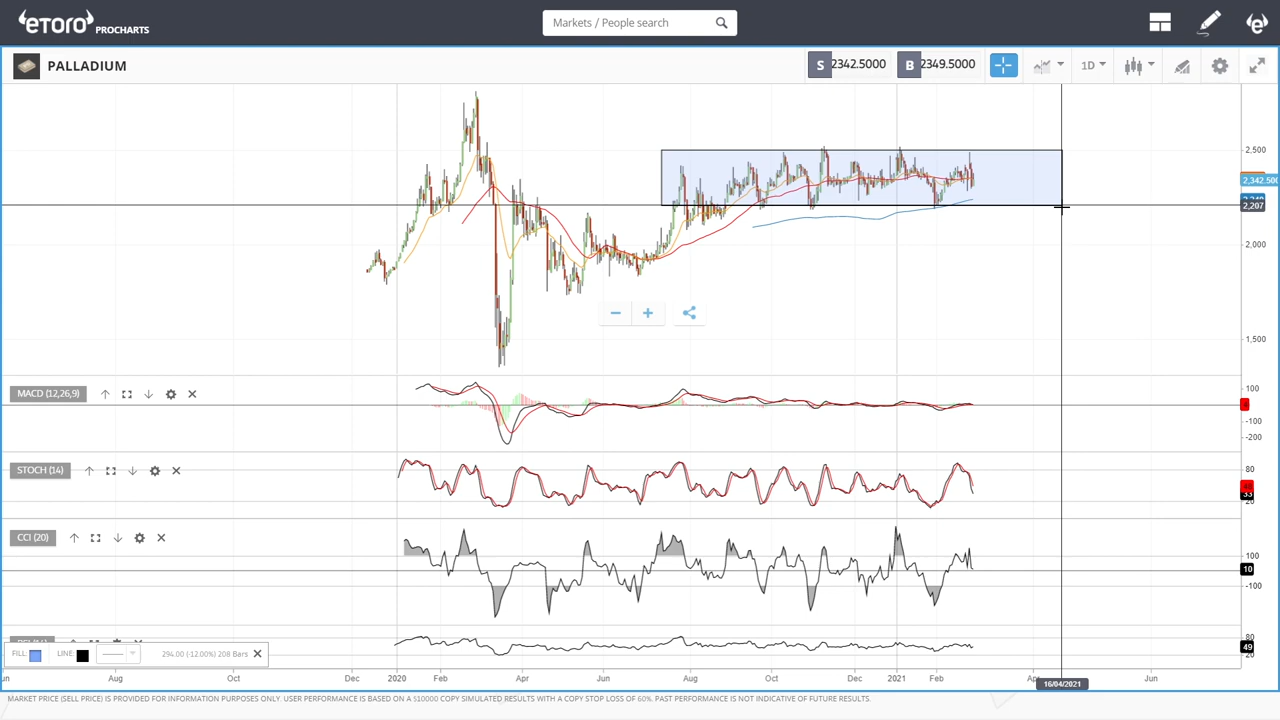 eTORO PROCHARTS
Markets / People search
PALLADIUM
S 2342.5000 B 2349.5000 1D
2,500
2,342.500
2,207
2,000
1,500
MACD (12,26,9)
100
-100
-200
STOCH (14)
80
20
CCI (20)
100
10
-100
80
49
20
FILL: LINE: 294.00 (-12.00%) 208 Bars
Aug Oct Dec 2020 Feb Apr Jun Aug Oct Dec 2021 Feb Jun
16/04/2021
MARKET PRICE (SELL PRICE) IS PROVIDED FOR INFORMATION PURPOSES ONLY. USER PERFORMANCE IS BASED ON A $10000 COPY SIMULATED RESULTS WITH A COPY STOP LOSS OF 60%. PAST PERFORMANCE IS NOT INDICATIVE OF FUTURE RESULTS.